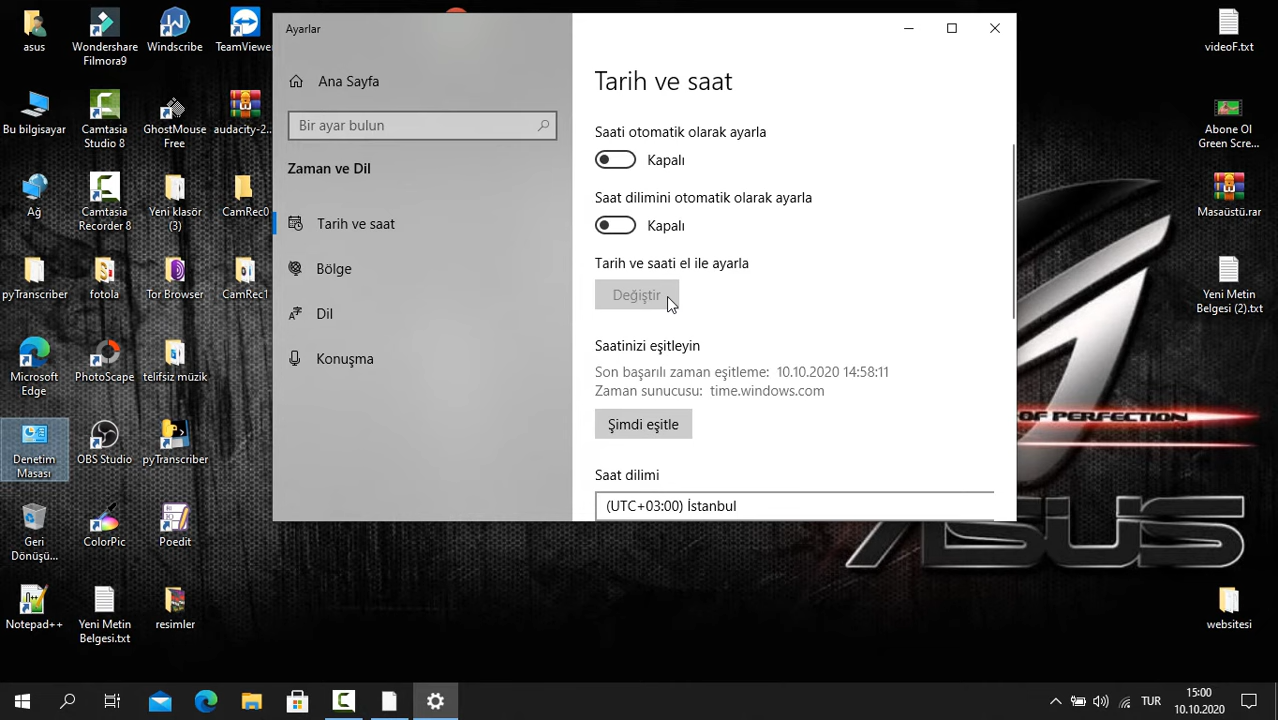 asus
Wondershare
Filmora9
Windscribe
TeamViewer
Bu bilgisayar
Camtasia
Studio 8
GhostMouse
Free
audacity-2...
Ağ
Camtasia
Recorder 8
Yeni klasör
(3)
CamRec0
pyTranscriber
fotola
Tor Browser
CamRec1
Microsoft
Edge
PhotoScape
telifsiz müzik
Denetim
Masası
OBS Studio
pyTranscriber
Geri
Dönüşü...
ColorPic
Poedit
Notepad++
Yeni Metin
Belgesi.txt
resimler
Ayarlar
Ana Sayfa
Bir ayar bulun
Zaman ve Dil
Tarih ve saat
Bölge
Dil
Konuşma
Tarih ve saat
Saati otomatik olarak ayarla
Kapalı
Saat dilimini otomatik olarak ayarla
Kapalı
Tarih ve saati el ile ayarla
Değiştir
Saatinizi eşitleyin
Son başarılı zaman eşitleme: 10.10.2020 14:58:11
Zaman sunucusu: time.windows.com
Şimdi eşitle
Saat dilimi
(UTC+03:00) İstanbul
videoF.txt
Abone Ol
Green Scre...
Masaüstü.rar
Yeni Metin
Belgesi (2).txt
websitesi
OF PERFECTION
ASUS
TUR
15:00
10.10.2020